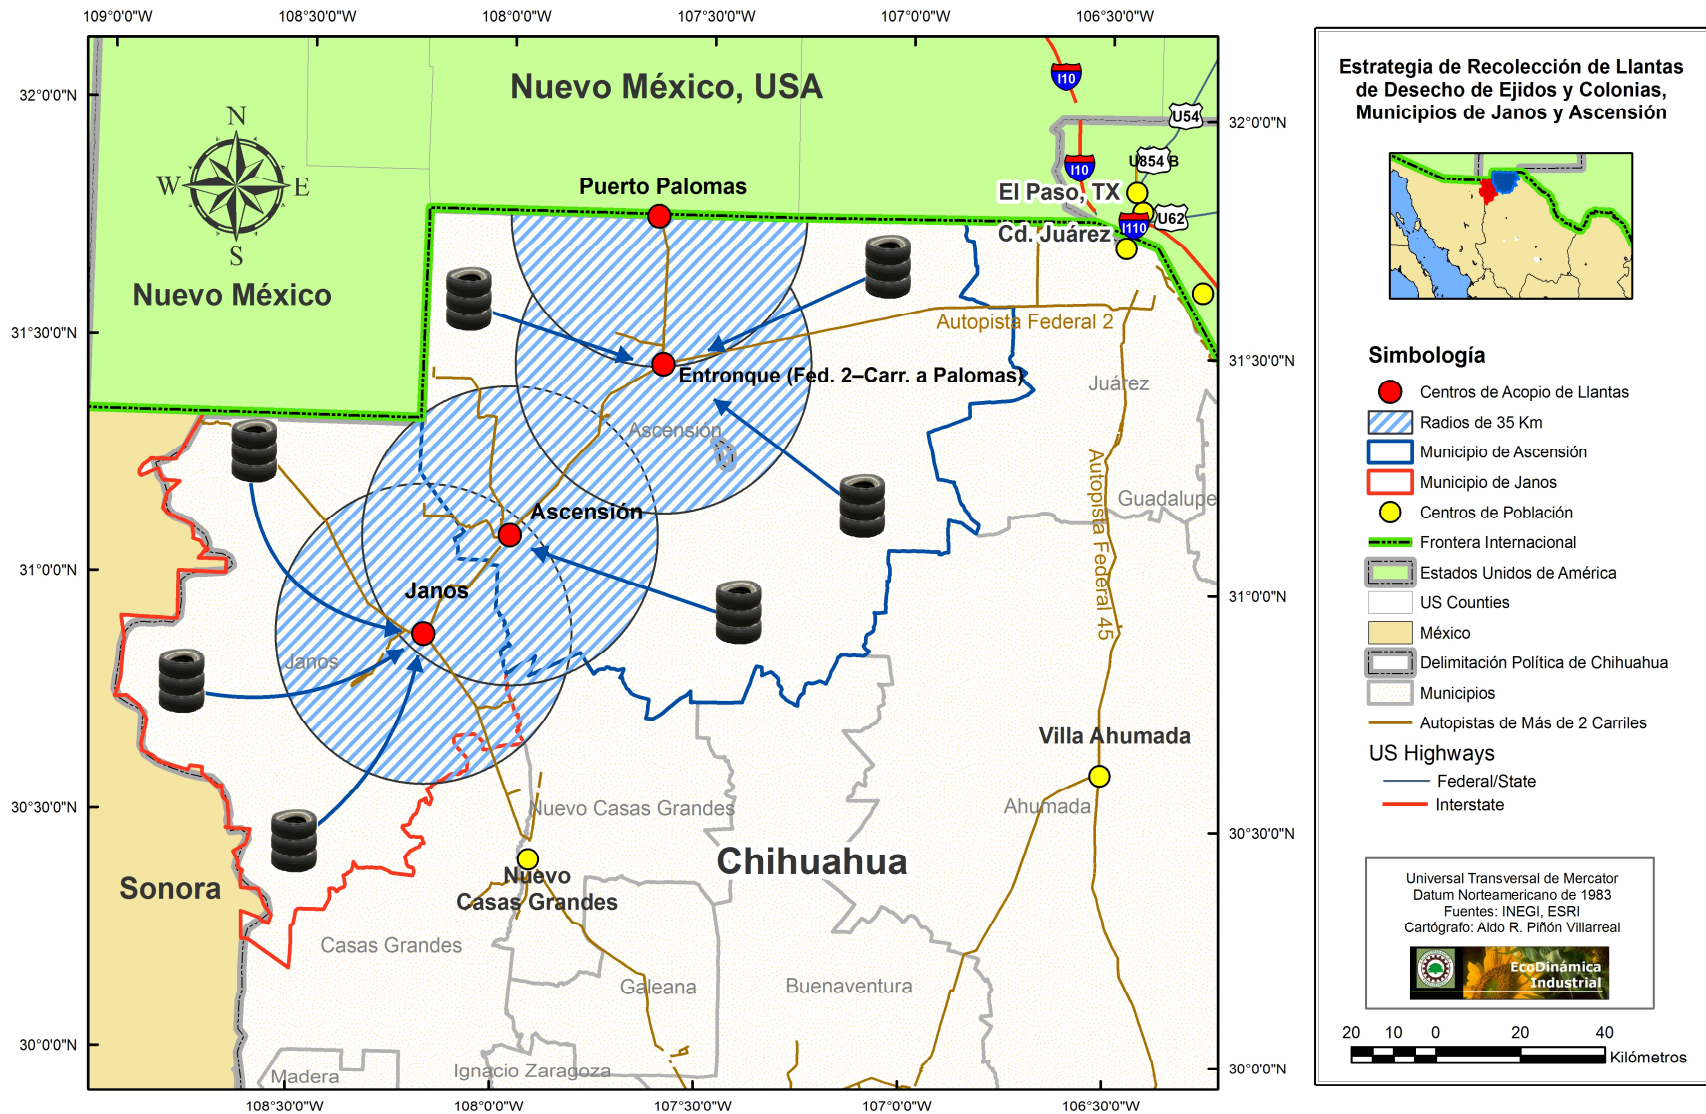 109°0'0"W
108°30'0"W
108°0'0"W
107°30'0"W
107°0'0"W
106°30'0"W
32°0'0"N
31°30'0"N
31°0'0"N
30°30'0"N
30°0'0"N
32°0'0"N
31°30'0"N
31°0'0"N
30°30'0"N
30°0'0"N
108°30'0"W
108°0'0"W
107°30'0"W
107°0'0"W
106°30'0"W
Nuevo México, USA
N
W
E
S
I10
U54
I10
U854 B
Puerto Palomas
El Paso, TX
U62
I110
Cd. Juárez
Nuevo México
Autopista Federal 2
Entronque (Fed. 2–Carr. a Palomas)
Juárez
Ascensión
Autopista Federal 45
Guadalupe
Ascensión
Janos
Janos
Villa Ahumada
Nuevo Casas Grandes
Ahumada
Chihuahua
Sonora
Nuevo
Casas Grandes
Casas Grandes
Galeana
Buenaventura
Ignacio Zaragoza
Madera
Estrategia de Recolección de Llantas
de Desecho de Ejidos y Colonias,
Municipios de Janos y Ascensión
Simbología
Centros de Acopio de Llantas
Radios de 35 Km
Municipio de Ascensión
Municipio de Janos
Centros de Población
Frontera Internacional
Estados Unidos de América
US Counties
México
Delimitación Política de Chihuahua
Municipios
Autopistas de Más de 2 Carriles
US Highways
Federal/State
Interstate
Universal Transversal de Mercator
Datum Norteamericano de 1983
Fuentes: INEGI, ESRI
Cartógrafo: Aldo R. Piñón Villarreal
EcoDinámica
Industrial
20 10 0 20 40
Kilómetros